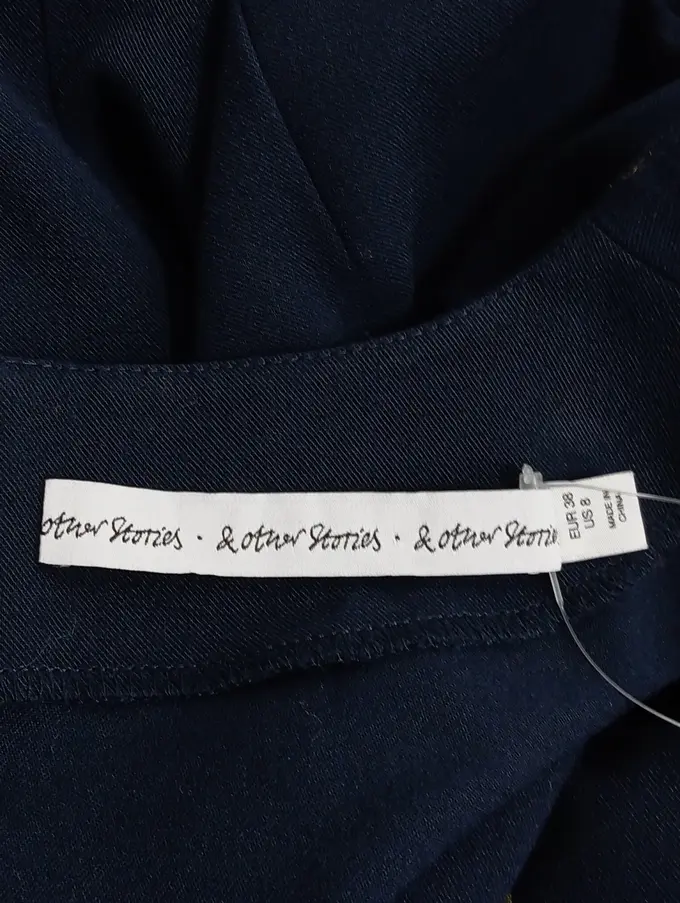 other Stories · & other Stories · & other Stories
EUR 38
US 8
MADE IN
CHINA